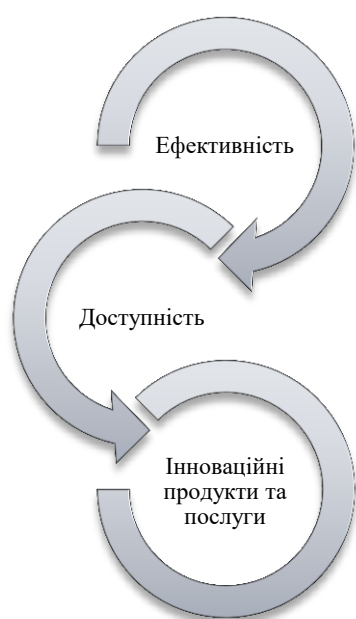 Ефективність
Доступність
Інноваційні
продукти та
послуги